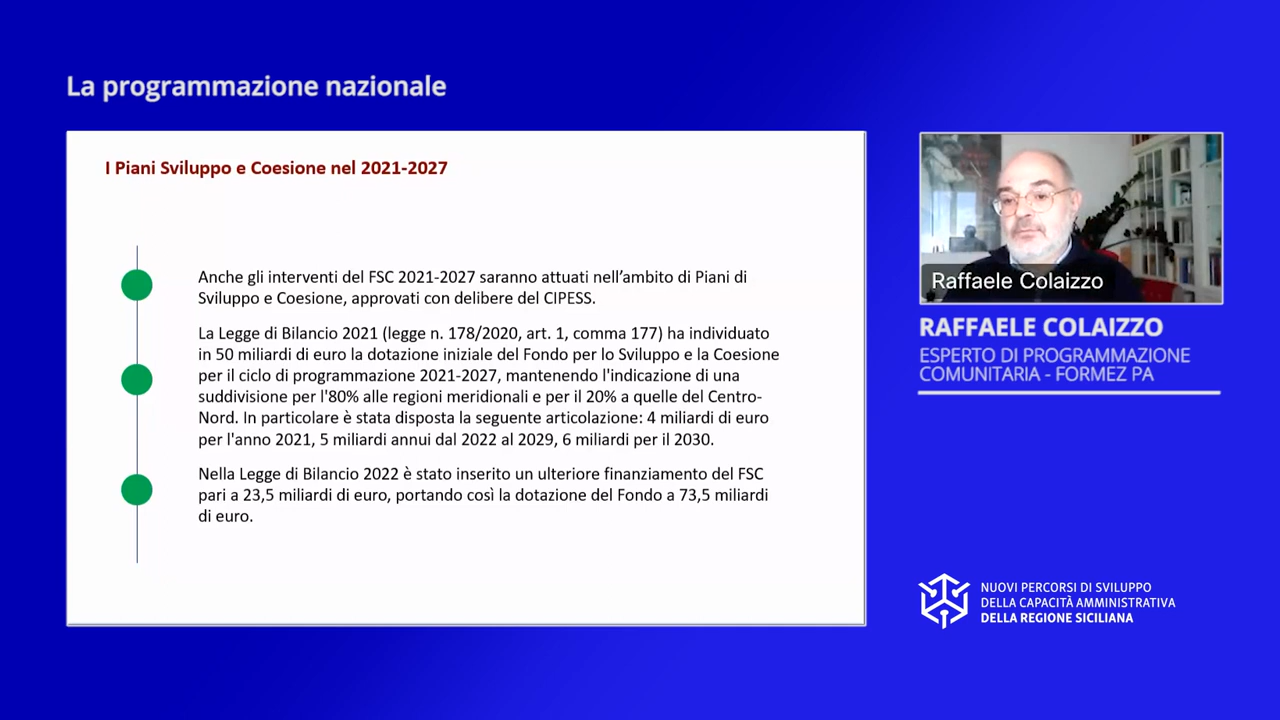 La programmazione nazionale
I Piani Sviluppo e Coesione nel 2021-2027
Anche gli interventi del FSC 2021-2027 saranno attuati nell’ambito di Piani di
Sviluppo e Coesione, approvati con delibere del CIPESS.
La Legge di Bilancio 2021 (legge n. 178/2020, art. 1, comma 177) ha individuato
in 50 miliardi di euro la dotazione iniziale del Fondo per lo Sviluppo e la Coesione
per il ciclo di programmazione 2021-2027, mantenendo l'indicazione di una
suddivisione per l'80% alle regioni meridionali e per il 20% a quelle del Centro-
Nord. In particolare è stata disposta la seguente articolazione: 4 miliardi di euro
per l'anno 2021, 5 miliardi annui dal 2022 al 2029, 6 miliardi per il 2030.
Nella Legge di Bilancio 2022 è stato inserito un ulteriore finanziamento del FSC
pari a 23,5 miliardi di euro, portando così la dotazione del Fondo a 73,5 miliardi
di euro.
Raffaele Colaizzo
RAFFAELE COLAIZZO
ESPERTO DI PROGRAMMAZIONE
COMUNITARIA - FORMEZ PA
NUOVI PERCORSI DI SVILUPPO
DELLA CAPACITÀ AMMINISTRATIVA
DELLA REGIONE SICILIANA